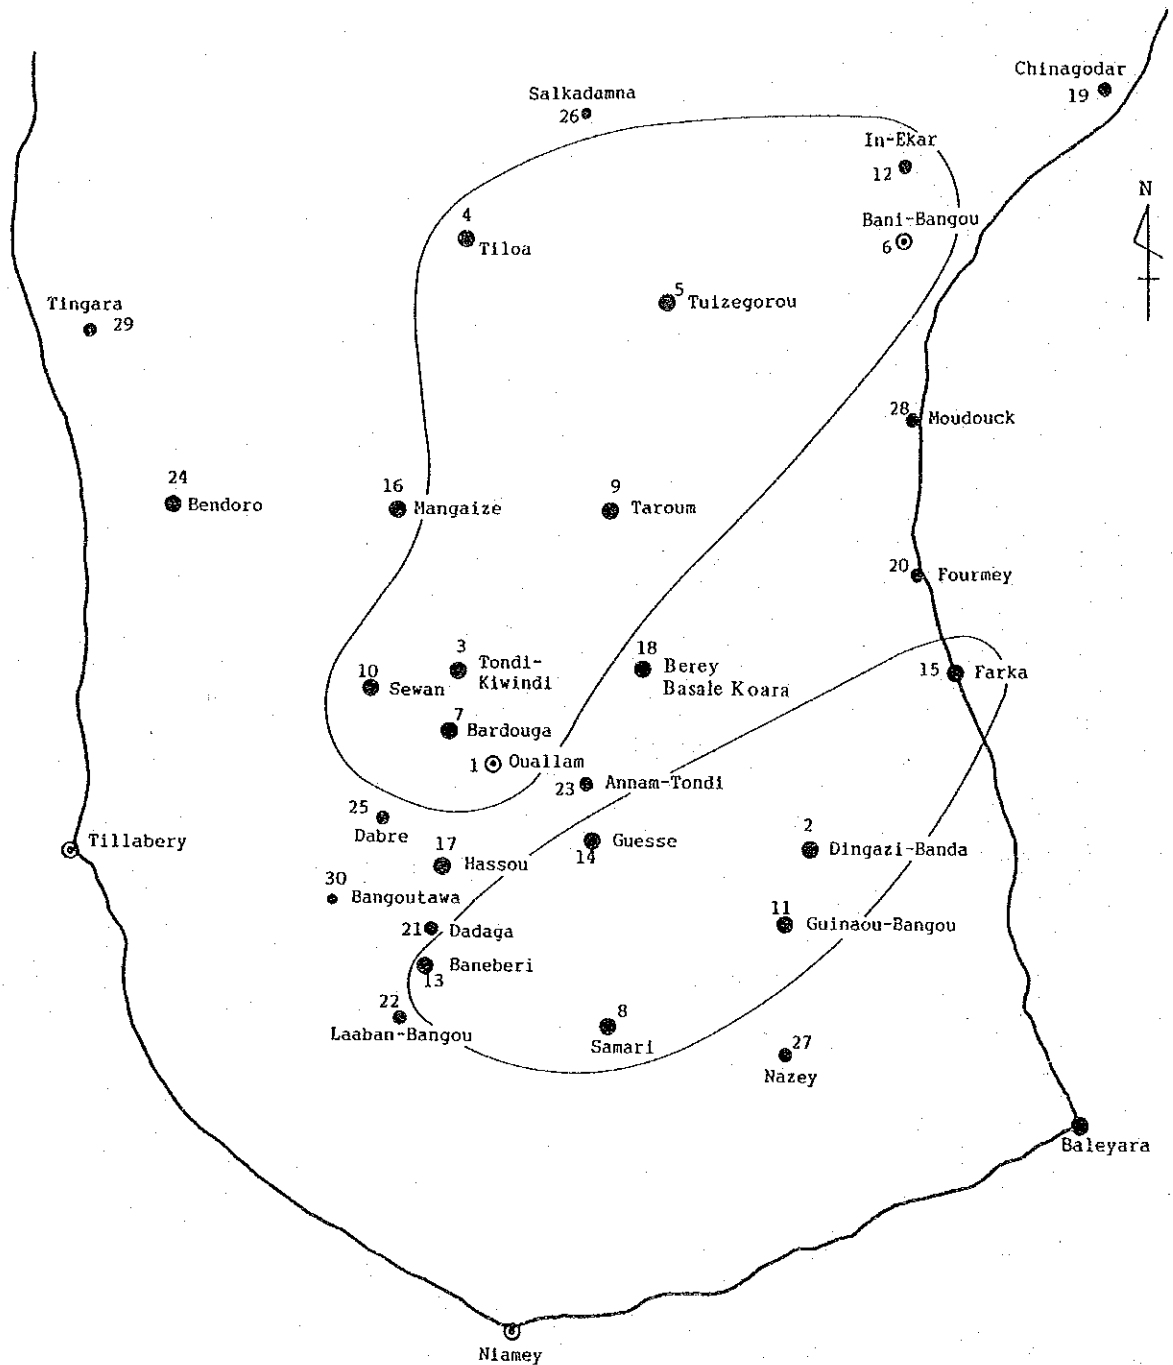 Chinagodar
19
Salkadamna
26
In-Ekar
12
N
4
Tiloa
Bani-Bangou
6
5
Tuizegorou
Tingara
29
28
Moudouck
24
Bendoro
16
Mangaize
9
Taroum
20
Fourmey
3
Tondi-
Kiwindi
18
Berey
Basale Koara
10
Sewan
15
Farka
7
Bardouga
1
Ouallam
23
Annam-Tondi
25
Dabre
Tillabery
17
Hassou
14
Guesse
2
Dingazi-Banda
30
Bangoutawa
11
Guinaou-Bangou
21
Dadaga
13
Baneberi
22
Laaban-Bangou
8
Samari
27
Nazey
Baleyara
Niamey